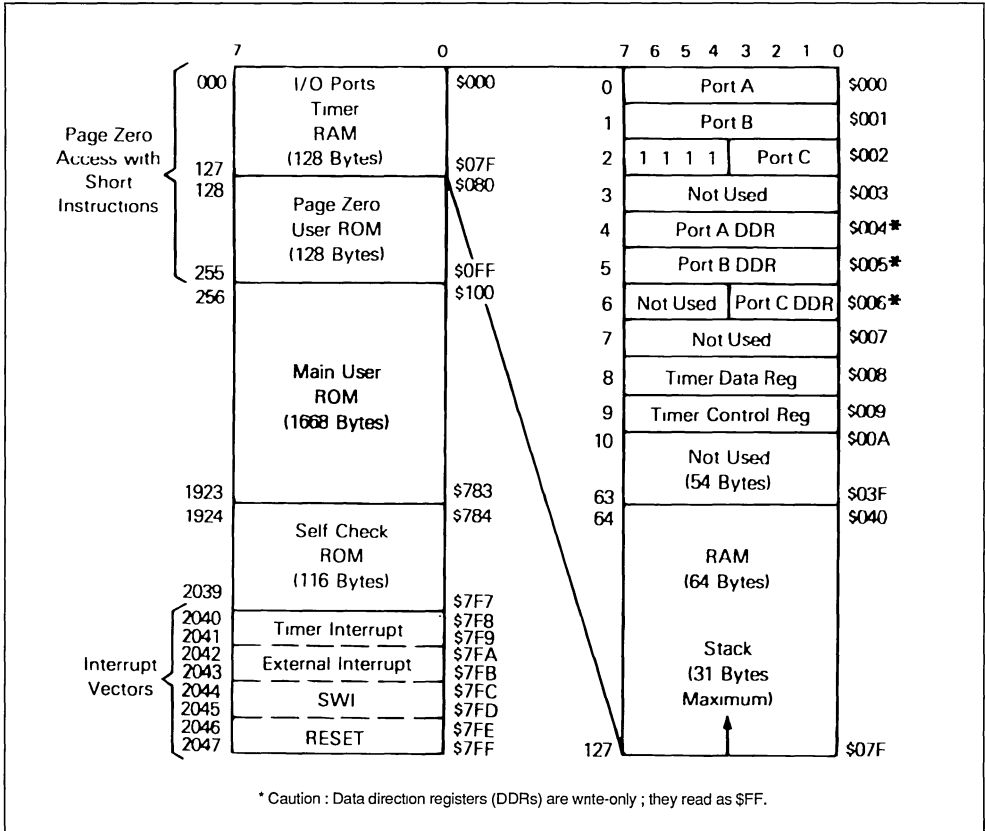 7 0
000 I/O Ports $000
Timer
RAM
(128 Bytes)
127 $07F
Page Zero
Access with
Short
Instructions
128 $080
Page Zero
User ROM
(128 Bytes)
255 $0FF
256 $100
Main User
ROM
(1668 Bytes)
1923 $783
1924 $784
Self Check
ROM
(116 Bytes)
2039 $7F7
Interrupt
Vectors
2040 $7F8
Timer Interrupt
2041 $7F9
2042 $7FA
External Interrupt
2043 $7FB
2044 $7FC
SWI
2045 $7FD
2046 $7FE
RESET
2047 $7FF
7 6 5 4 3 2 1 0
0 Port A $000
1 Port B $001
2 1 1 1 1 Port C $002
3 Not Used $003
4 Port A DDR $004*
5 Port B DDR $005*
6 Not Used Port C DDR $006*
7 Not Used $007
8 Timer Data Reg $008
9 Timer Control Reg $009
10 $00A
Not Used
(54 Bytes)
63 $03F
64 $040
RAM
(64 Bytes)
Stack
(31 Bytes
Maximum)
127 $07F
* Caution : Data direction registers (DDRs) are write-only ; they read as $FF.